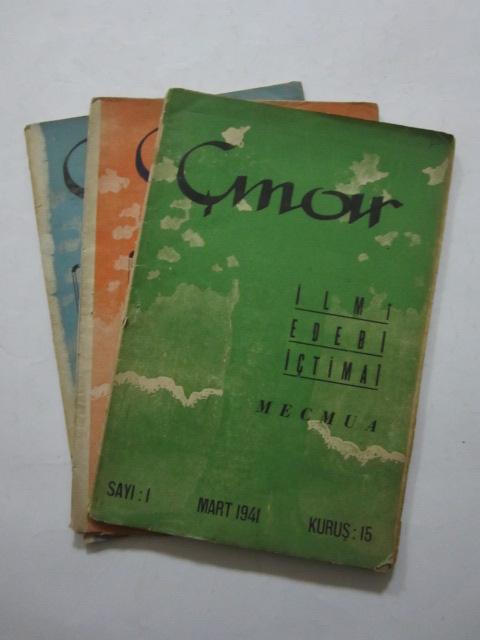 Çınar
İLMİ
EDEBİ
İÇTİMAİ
MECMUA
SAYI : 1
MART 1941
KURUŞ : 15